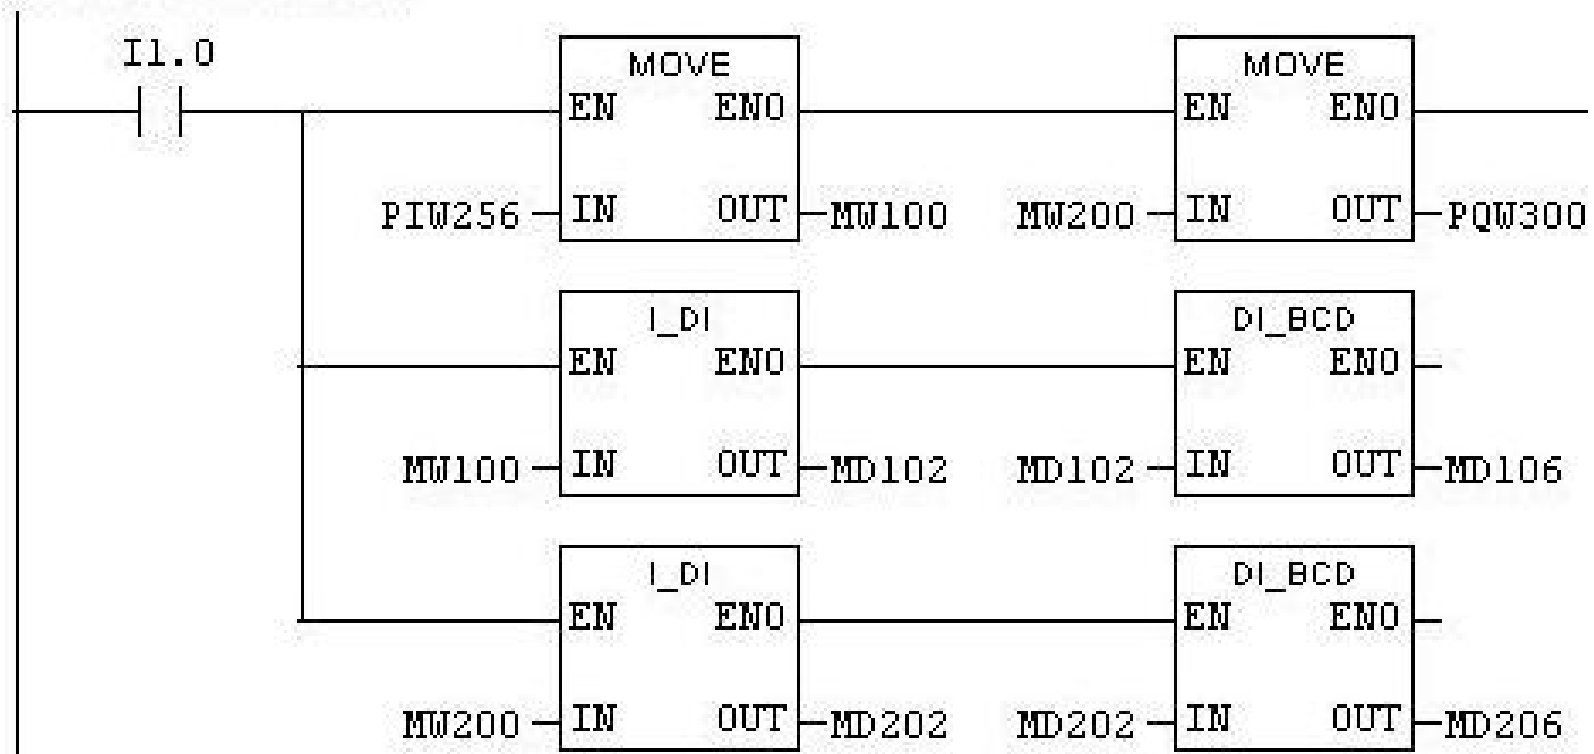 I1.0
MOVE MOVE
EN ENO EN ENO
PIW256 IN OUT MW100 MW200 IN OUT PQW300
I_DI DI_BCD
EN ENO EN ENO
MW100 IN OUT MD102 MD102 IN OUT MD106
I_DI DI_BCD
EN ENO EN ENO
MW200 IN OUT MD202 MD202 IN OUT MD206